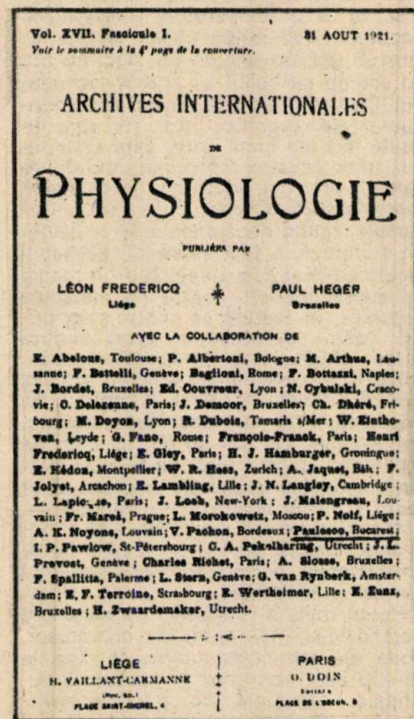 Vol. XVII. Fascicule I. 31 AOUT 1921.
Voir le sommaire à la 4e page de la couverture.
ARCHIVES INTERNATIONALES
DE
PHYSIOLOGIE
PUBLIÉES PAR
LÉON FREDERICQ PAUL HEGER
Liége Bruxelles
AVEC LA COLLABORATION DE
E. Abelous, Toulouse; P. Albertoni, Bologne; M. Arthus, Lau-
sanne; F. Battelli, Genève; Baglioni, Rome; F. Bottazzi, Naples;
J. Bordet, Bruxelles; Ed. Couvreur, Lyon; N. Cybulski, Craco-
vie; C. Delezenne, Paris; J. Demoor, Bruxelles; Ch. Dhéré, Fri-
bourg; M. Doyon, Lyon; R. Dubois, Tamaris s/Mer; W. Eintho-
ven, Leyde; G. Fano, Rome; François-Franck, Paris; Henri
Fredericq, Liége; E. Gley, Paris; H. J. Hamburger, Groningue;
E. Hédon, Montpellier; W. R. Hess, Zurich; A. Jaquet, Bâle; F.
Jolyet, Arcachon; E. Lambling, Lille; J. N. Langley, Cambridge;
L. Lapicque, Paris; J. Loeb, New-York; J. Malengreau, Lou-
vain; Fr. Mareš, Prague; L. Morokowetz, Moscou; P. Nolf, Liége;
A. K. Noyons, Louvain; V. Pachon, Bordeaux; Paulesco, Bucarest;
I. P. Pawlow, St-Pétersbourg; C. A. Pekelharing, Utrecht; J. L.
Prevost, Genève; Charles Richet, Paris; A. Slosse, Bruxelles;
F. Spallitta, Palerme; L. Stern, Genève; G. van Rynberk, Amster-
dam; E. F. Terroine, Strasbourg; E. Wertheimer, Lille; E. Zunz,
Bruxelles; H. Zwaardemaker, Utrecht.
LIÉGE PARIS
H. VAILLANT-CARMANNE O. DOIN
PLACE SAINT-MICHEL, 4 PLACE DE L'ODÉON, 8